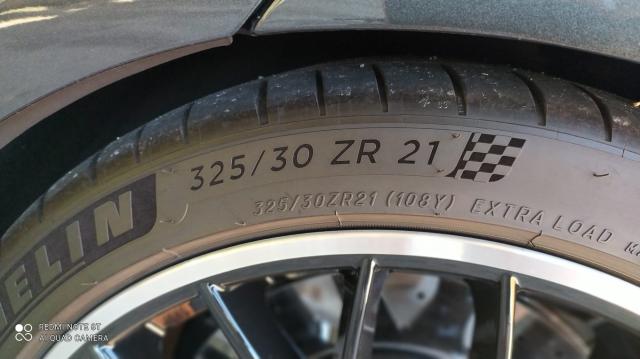 325/30 ZR 21
325/30ZR21 (108Y) EXTRA LOAD
ELIN
REDMI NOTE 8T
AI QUAD CAMERA